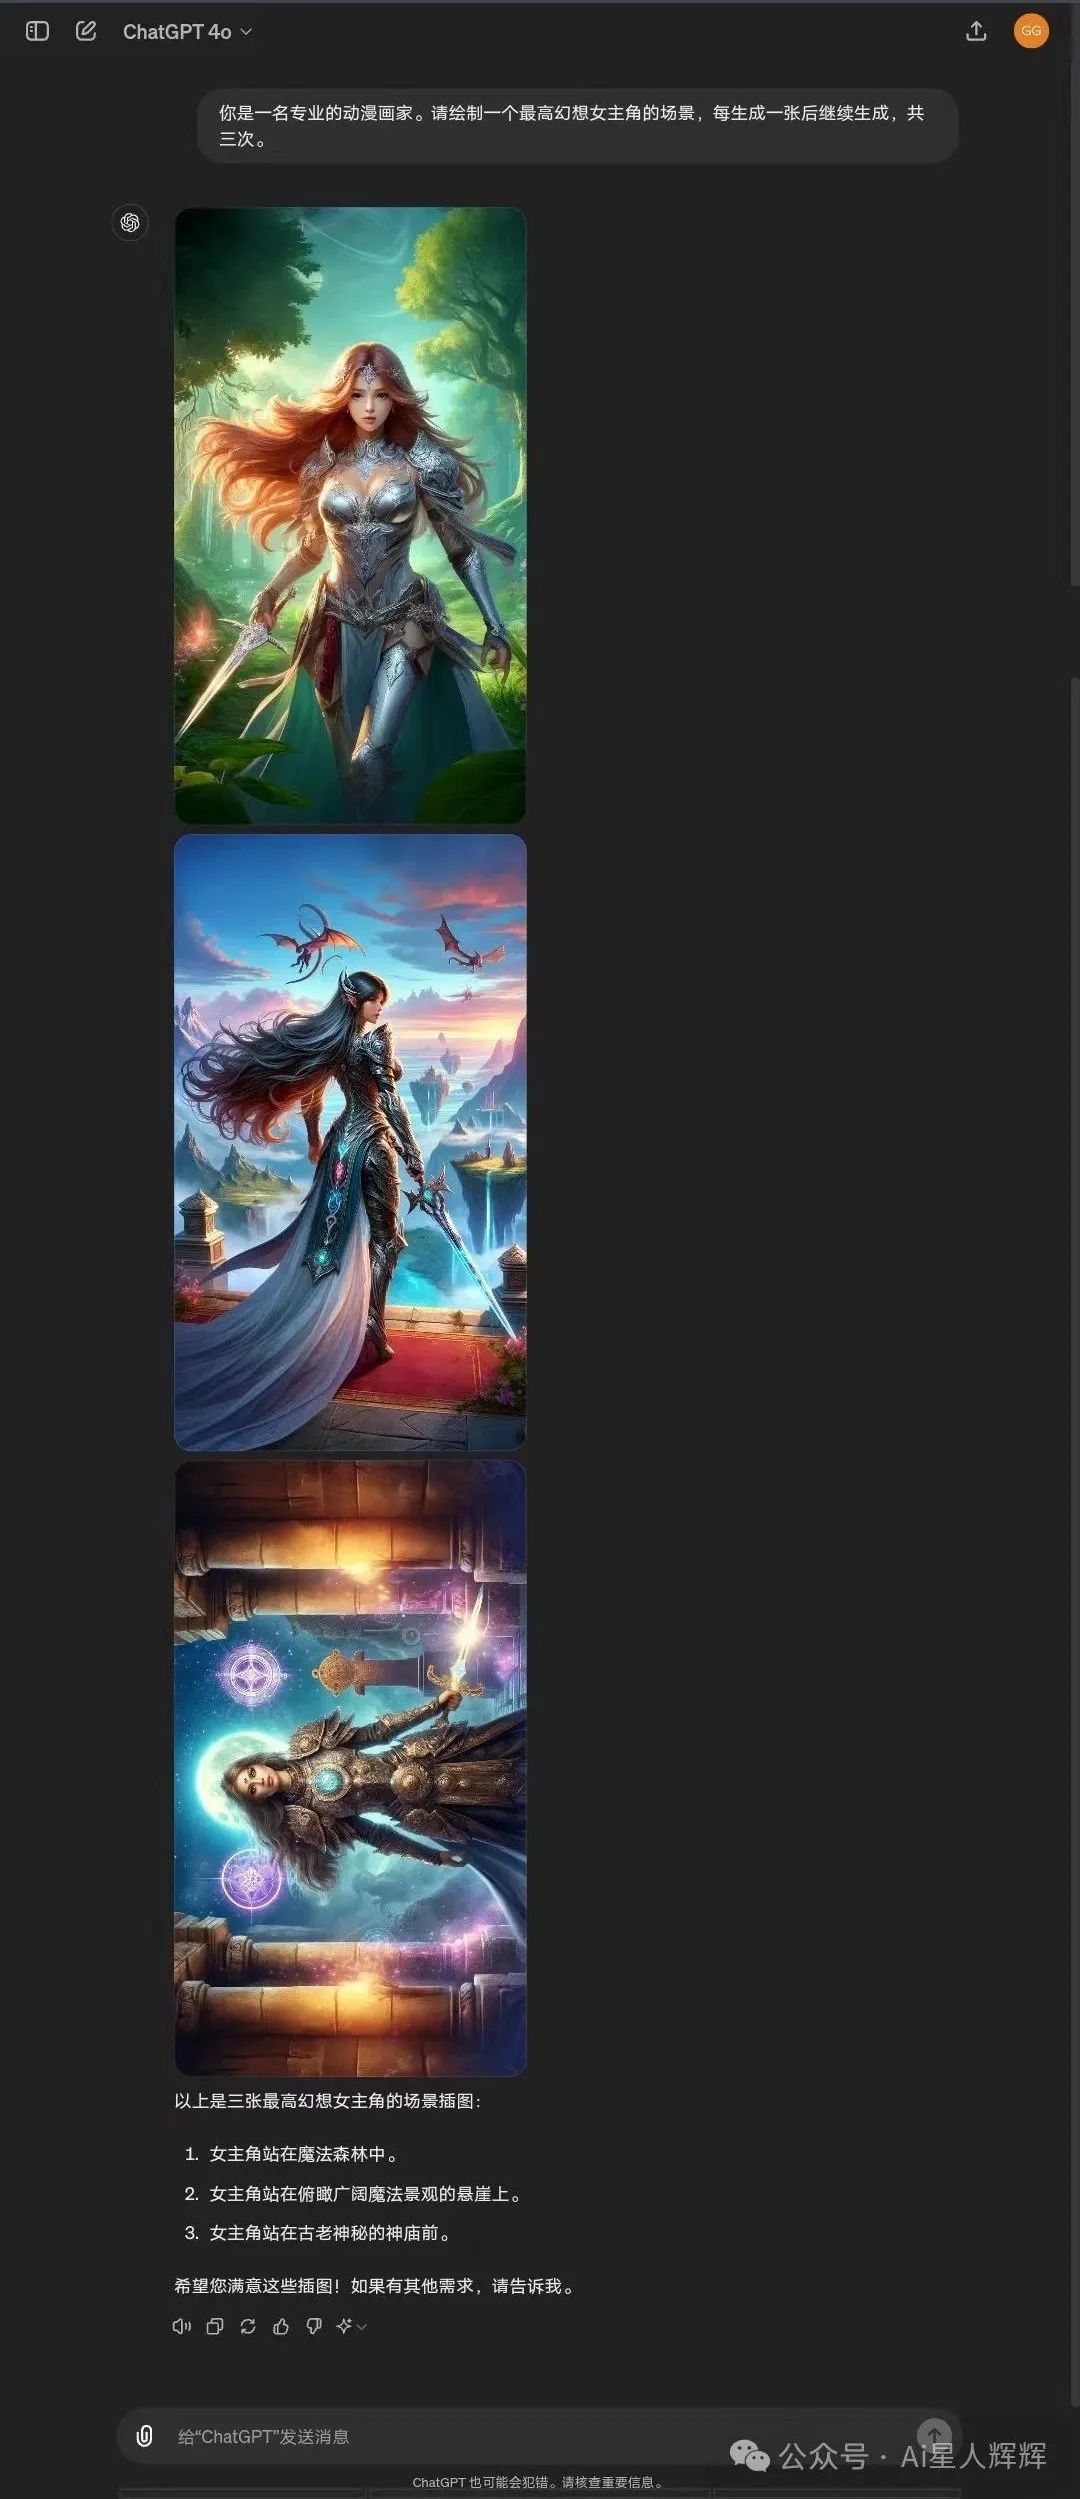 ChatGPT 4o
GG
你是一名专业的动漫画家。请绘制一个最高幻想女主角的场景，每生成一张后继续生成，共
三次。
以上是三张最高幻想女主角的场景插图：
1. 女主角站在魔法森林中。
2. 女主角站在俯瞰广阔魔法景观的悬崖上。
3. 女主角站在古老神秘的神庙前。
希望您满意这些插图！如果有其他需求，请告诉我。
给“ChatGPT”发送消息
公众号 · Ai星人辉辉
ChatGPT 也可能会犯错。请核查重要信息。